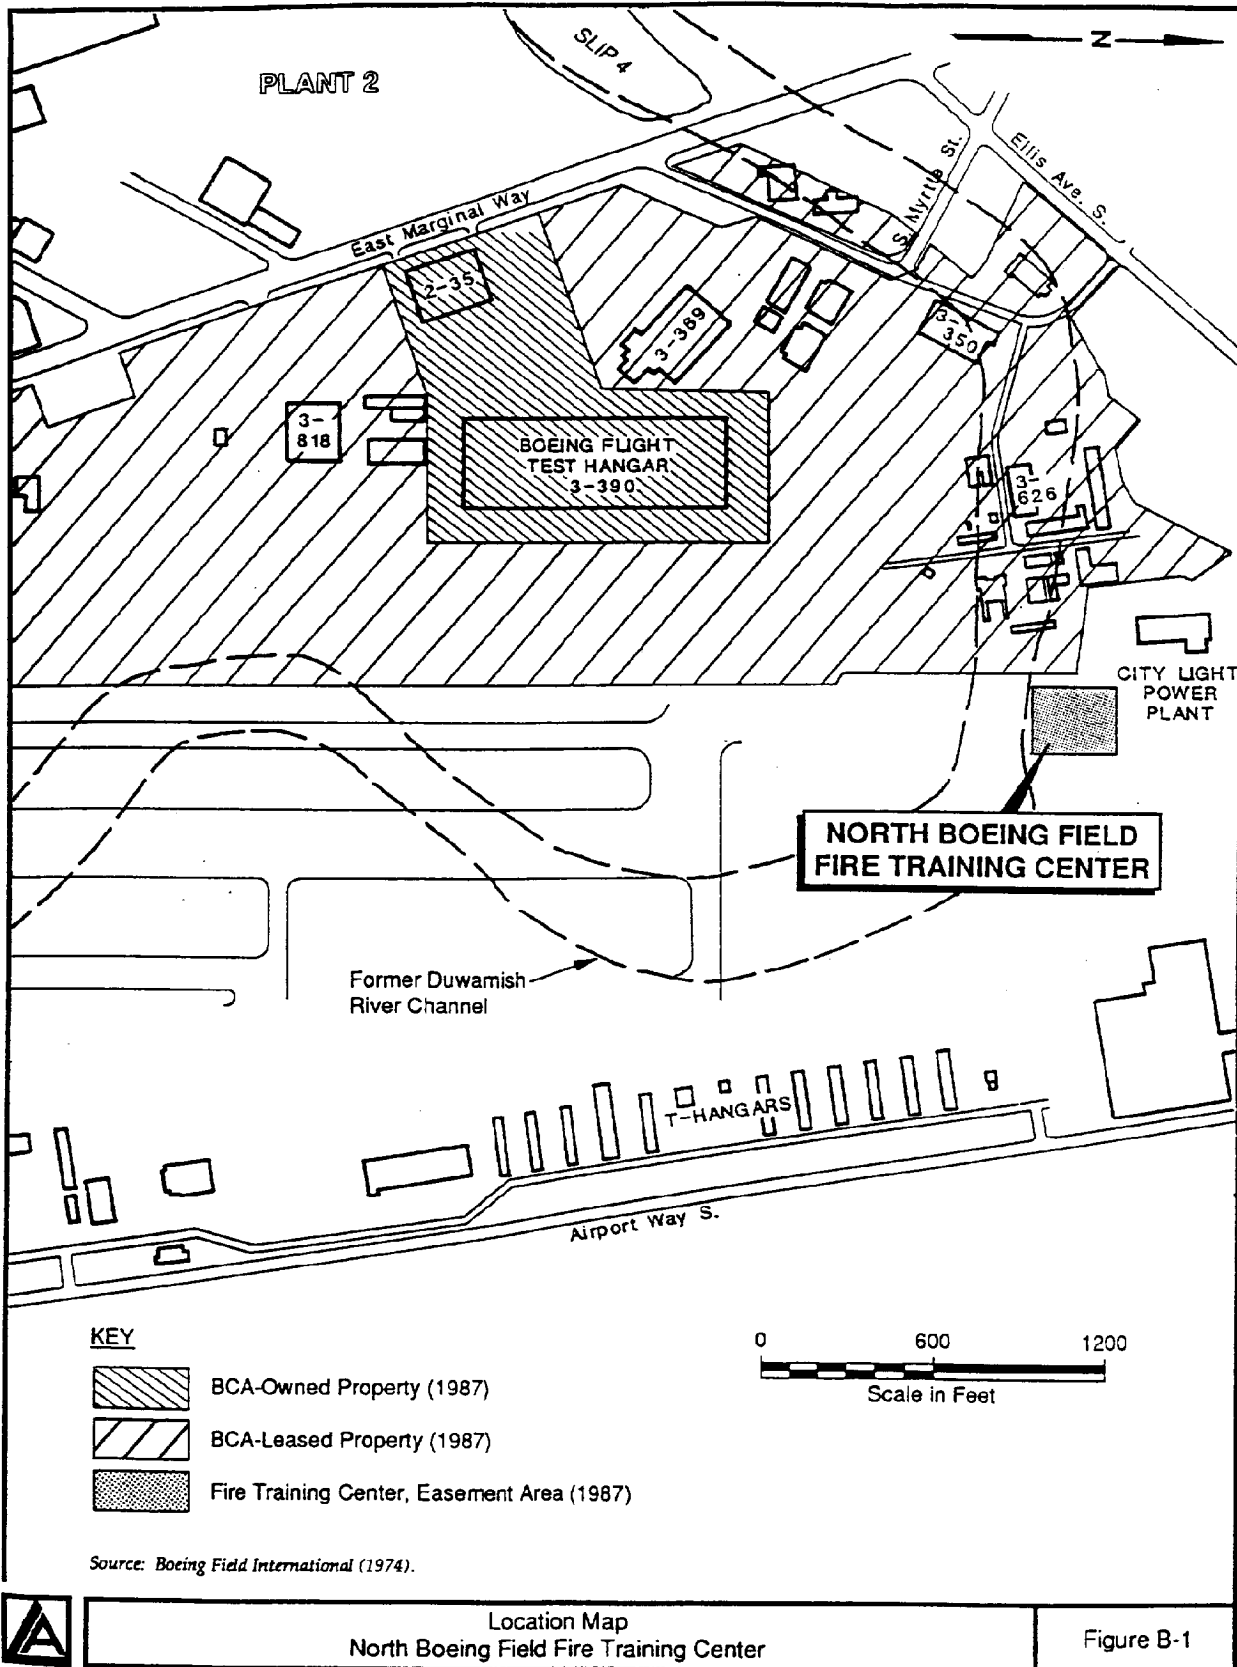 PLANT 2
SLIP 4
N
Ellis Ave. S.
S. Myrtle St.
East Marginal Way
2-35
3-369
3-
350
3-
818
BOEING FLIGHT
TEST HANGAR
3-390
3-
626
CITY LIGHT
POWER
PLANT
NORTH BOEING FIELD
FIRE TRAINING CENTER
Former Duwamish
River Channel
T-HANGARS
Airport Way S.
KEY
BCA-Owned Property (1987)
BCA-Leased Property (1987)
Fire Training Center, Easement Area (1987)
0 600 1200
Scale in Feet
Source: Boeing Field International (1974).
A
Location Map
North Boeing Field Fire Training Center
Figure B-1